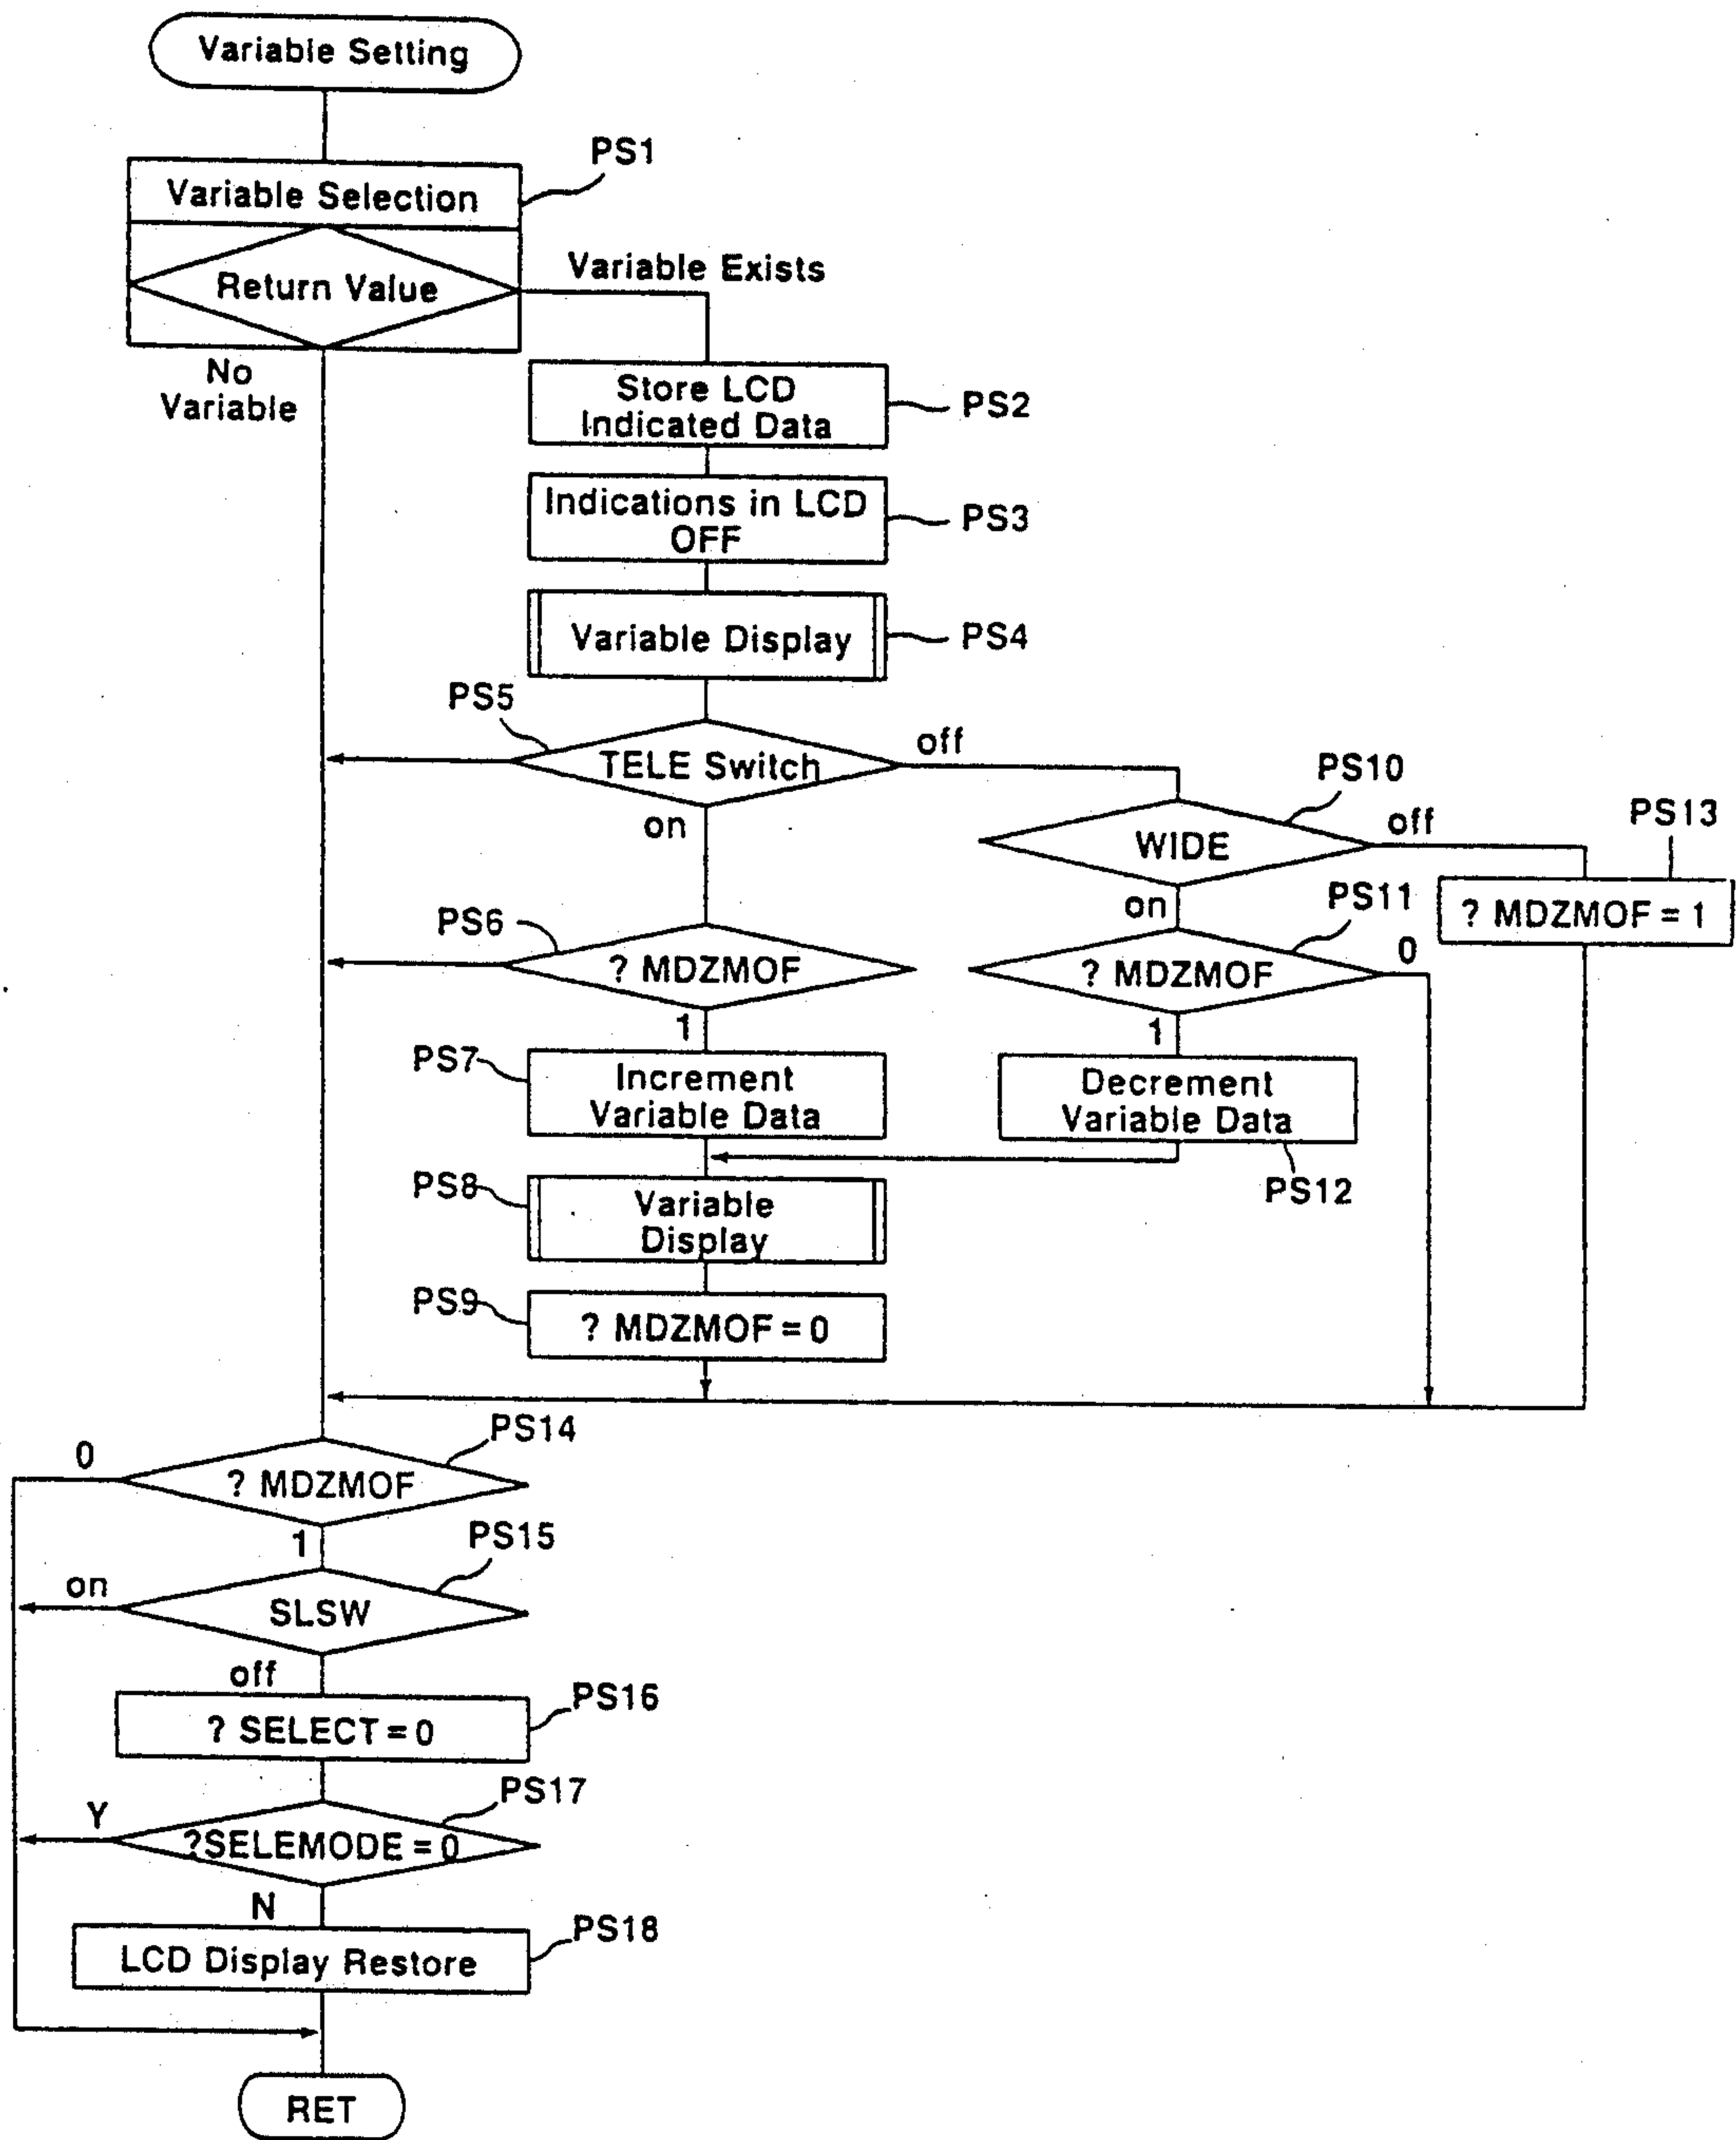 Variable Setting
PS1
Variable Selection
Variable Exists
Return Value
No
Variable
Store LCD
Indicated Data
PS2
Indications in LCD
OFF
PS3
Variable Display
PS4
PS5
TELE Switch
off
on
PS10
WIDE
off
on
PS13
? MDZMOF = 1
PS6
? MDZMOF
1
PS11
? MDZMOF
0
1
PS7
Increment
Variable Data
Decrement
Variable Data
PS12
PS8
Variable
Display
PS9
? MDZMOF = 0
PS14
0
? MDZMOF
1
PS15
on
SLSW
off
PS16
? SELECT = 0
PS17
Y
?SELEMODE = 0
N
PS18
LCD Display Restore
RET